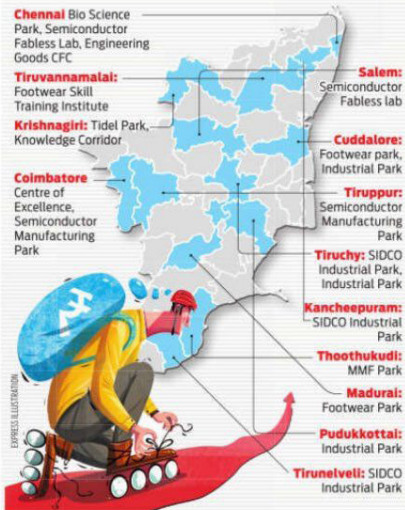 Chennai Bio Science
Park, Semiconductor
Fabless Lab, Engineering
Goods CFC
Tiruvannamalai:
Footwear Skill
Training Institute
Krishnagiri: Tidel Park,
Knowledge Corridor
Coimbatore
Centre of
Excellence,
Semiconductor
Manufacturing
Park
Salem:
Semiconductor
Fabless lab
Cuddalore:
Footwear park,
Industrial Park
Tiruppur:
Semiconductor
Manufacturing
Park
Tiruchy: SIDCO
Industrial Park,
Industrial Park
Kancheepuram:
SIDCO Industrial
Park
Thoothukudi:
MMF Park
Madurai:
Footwear Park
Pudukkottai:
Industrial Park
Tirunelveli: SIDCO
Industrial Park
₹
EXPRESS ILLUSTRATION